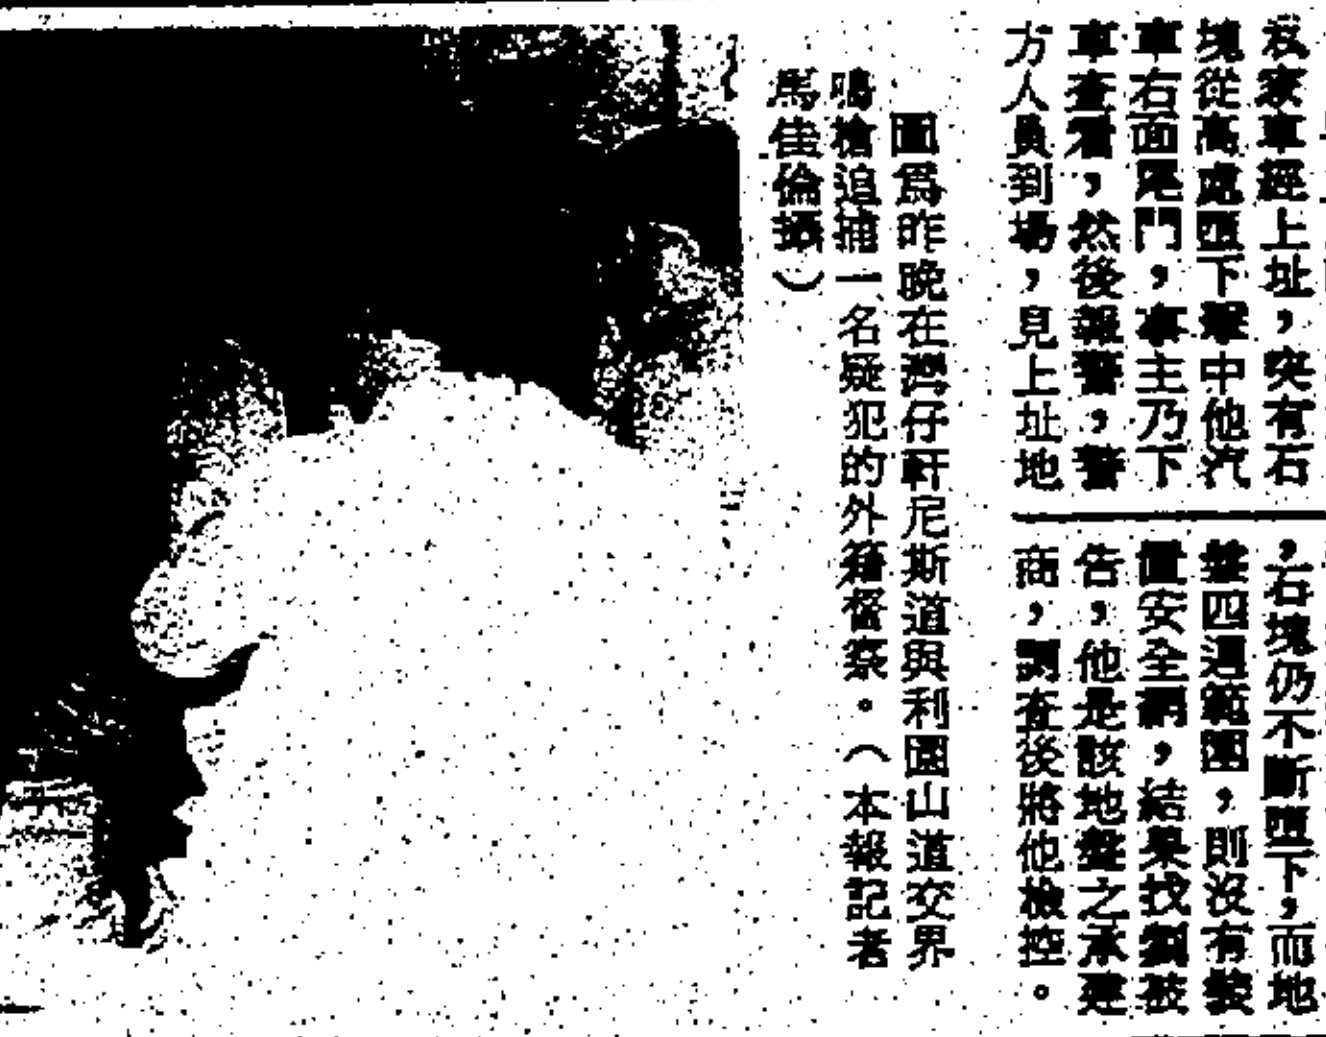 私家車經上址，突有石
塊從高處墮下擊中他汽
車右面尾門，事主乃下
車查看，然後報警，警
方人員到場，見上址地
，石塊仍不斷墮下，而地
盤四週範圍，則沒有裝
置安全網，結果找到被
告，他是該地盤之承建
商，調查後將他檢控。
圖為昨晚在灣仔軒尼斯道與利園山道交界
鳴槍追捕一名疑犯的外籍督察。（本報記者
馬佳倫攝）